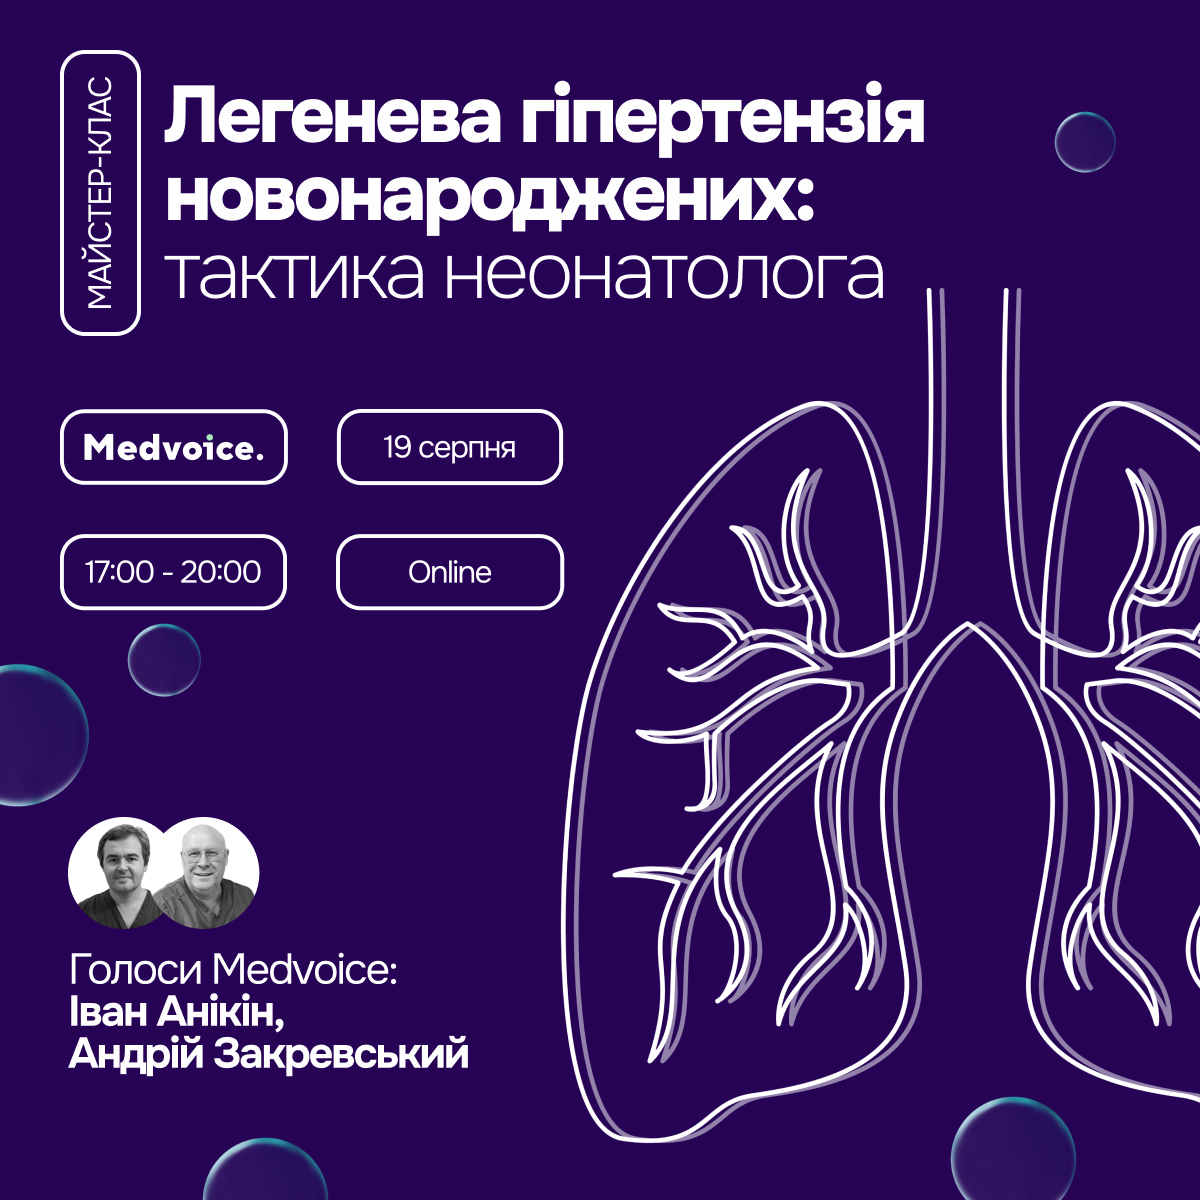 МАЙСТЕР-КЛАС
Легенева гіпертензія
новонароджених:
тактика неонатолога
Medvoice.
19 серпня
17:00 - 20:00
Online
Голоси Medvoice:
Іван Анікін,
Андрій Закревський